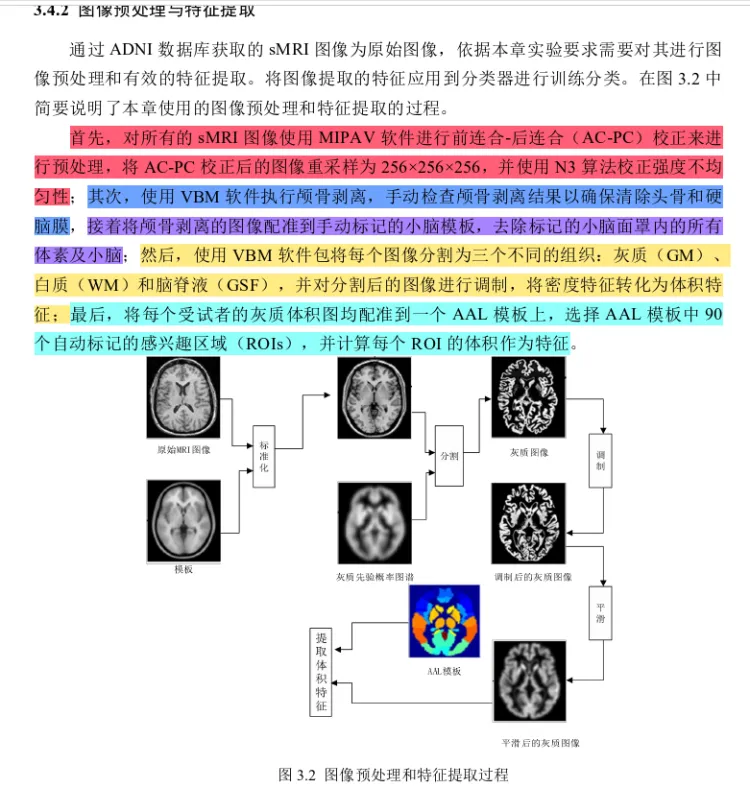 3.4.2 图像预处理与特征提取
通过 ADNI 数据库获取的 sMRI 图像为原始图像，依据本章实验要求需要对其进行图
像预处理和有效的特征提取。将图像提取的特征应用到分类器进行训练分类。在图 3.2 中
简要说明了本章使用的图像预处理和特征提取的过程。
首先，对所有的 sMRI 图像使用 MIPAV 软件进行前连合-后连合（AC-PC）校正来进
行预处理，将 AC-PC 校正后的图像重采样为 256×256×256，并使用 N3 算法校正强度不均
匀性；其次，使用 VBM 软件执行颅骨剥离，手动检查颅骨剥离结果以确保清除头骨和硬
脑膜，接着将颅骨剥离的图像配准到手动标记的小脑模板，去除标记的小脑面罩内的所有
体素及小脑；然后，使用 VBM 软件包将每个图像分割为三个不同的组织：灰质（GM）、
白质（WM）和脑脊液（GSF），并对分割后的图像进行调制，将密度特征转化为体积特
征；最后，将每个受试者的灰质体积图均配准到一个 AAL 模板上，选择 AAL 模板中 90
个自动标记的感兴趣区域（ROIs），并计算每个 ROI 的体积作为特征。
原始MRI图像
标准化
分割
灰质图像
调制
模板
灰质先验概率图谱
调制后的灰质图像
平滑
提取体积特征
AAL模板
平滑后的灰质图像
图 3.2 图像预处理和特征提取过程